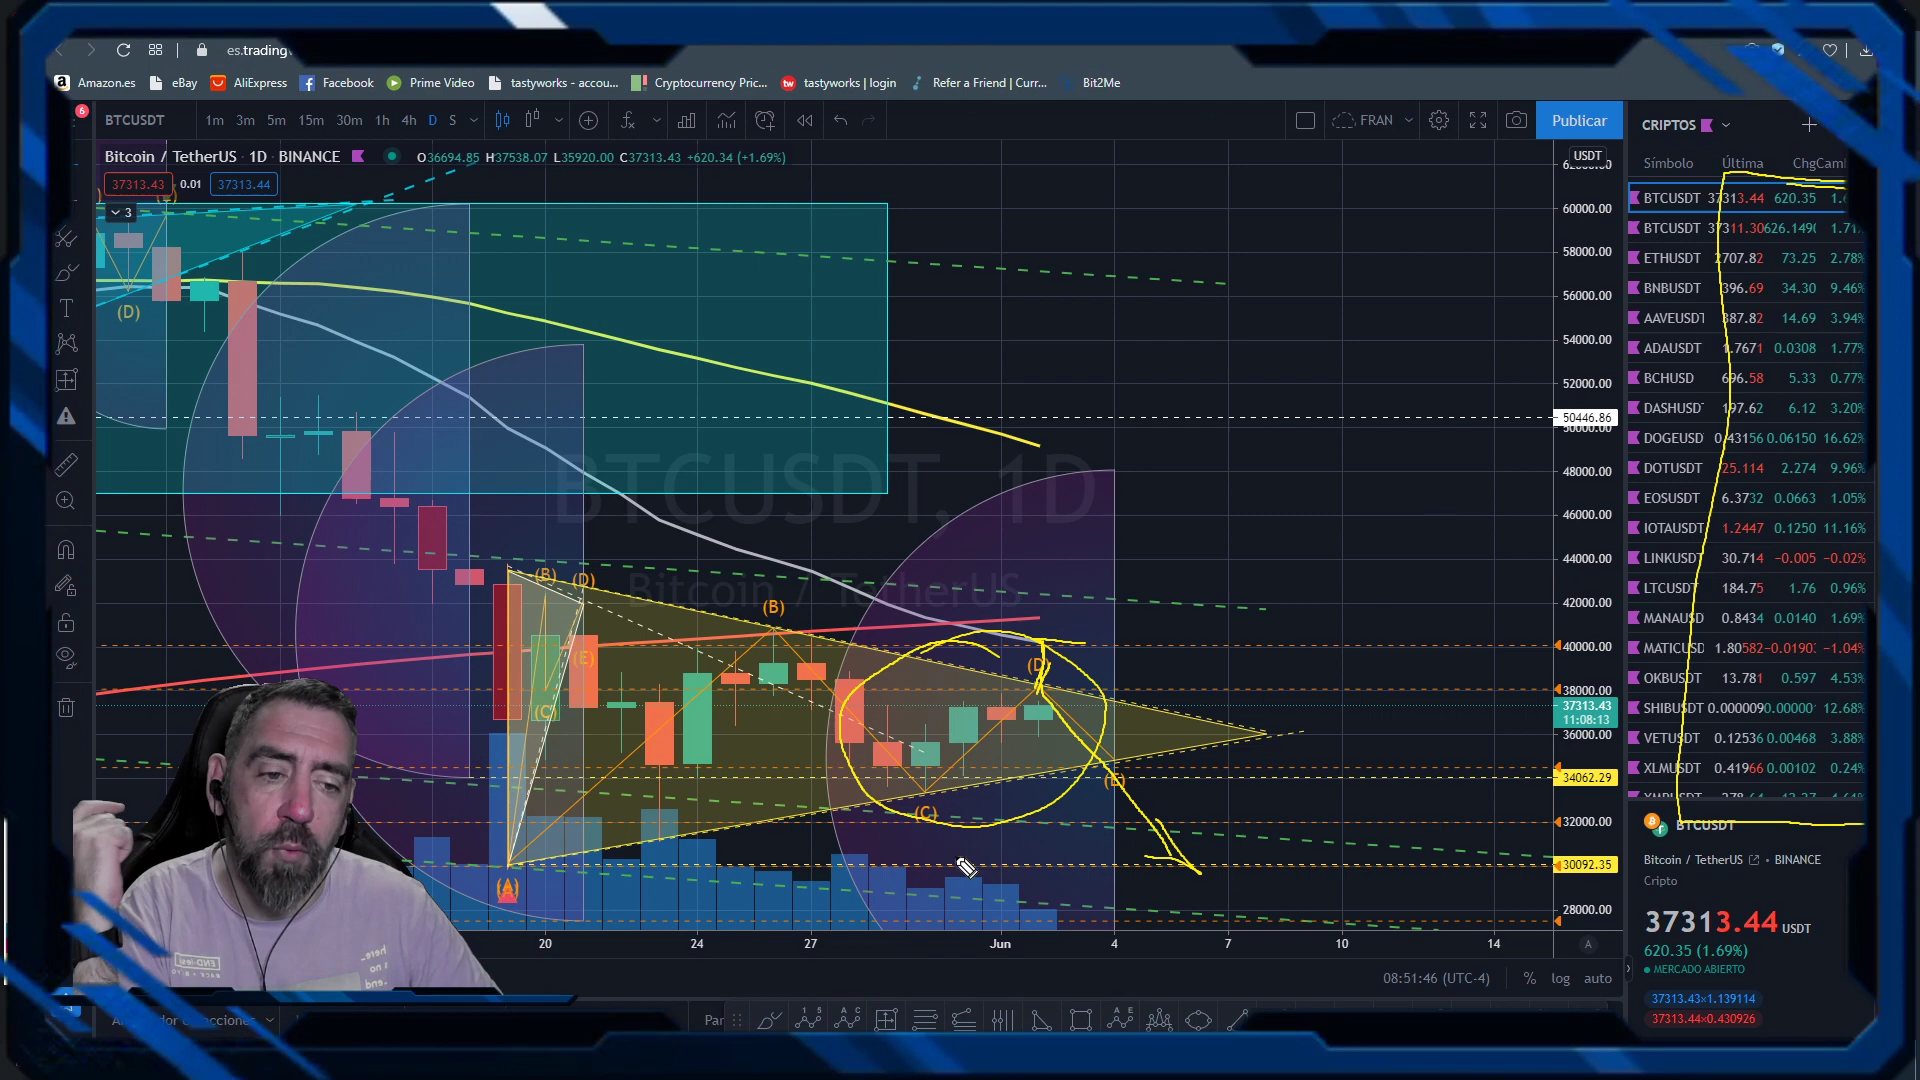 es.trading
Amazon.es eBay AliExpress Facebook Prime Video tastyworks - accou... Cryptocurrency Pric... tw tastyworks | login Refer a Friend | Curr... Bit2Me
6
BTCUSDT 1m 3m 5m 15m 30m 1h 4h D S FRAN Publicar
Bitcoin / TetherUS · 1D · BINANCE O36694.85 H37538.07 L35920.00 C37313.43 +620.34 (+1.69%)
37313.43 0.01 37313.44
3
USDT
60000.00
58000.00
56000.00
54000.00
52000.00
50446.86
50000.00
48000.00
46000.00
44000.00
42000.00
40000.00
38000.00
37313.43
11:08:13
36000.00
34062.29
32000.00
30092.35
28000.00
BTCUSDT, 1D
Bitcoin / TetherUS
(D)
(B) (D)
(B)
(E)
(D)
(C)
(E)
(C)
(A)
20 24 27 Jun 4 7 10 14
A
08:51:46 (UTC-4) % log auto
Par
CRIPTOS
Símbolo Última ChgCam
BTCUSDT 37313.44 620.35
BTCUSDT 37311.30 626.149
ETHUSDT 2707.82 73.25 2.78%
BNBUSDT 396.69 34.30 9.46%
AAVEUSDT 387.82 14.69 3.94%
ADAUSDT 1.7671 0.0308 1.77%
BCHUSD 696.58 5.33 0.77%
DASHUSD 197.62 6.12 3.20%
DOGEUSD 0.43156 0.06150 16.62%
DOTUSDT 25.114 2.274 9.96%
EOSUSDT 6.3732 0.0663 1.05%
IOTAUSDT 1.2447 0.1250 11.16%
LINKUSDT 30.714 −0.005 −0.02%
LTCUSDT 184.75 1.76 0.96%
MANAUSDT 0.8434 0.0140 1.69%
MATICUSD 1.80582 −0.0190 −1.04%
OKBUSDT 13.781 0.597 4.53%
SHIBUSDT 0.000009 0.0000 12.68%
VETUSDT 0.12536 0.00468 3.88%
XLMUSDT 0.41966 0.00102 0.24%
BTCUSDT
Bitcoin / TetherUS • BINANCE
Cripto
37313.44 USDT
620.35 (1.69%)
MERCADO ABIERTO
37313.43×1.139114
37313.44×0.430926